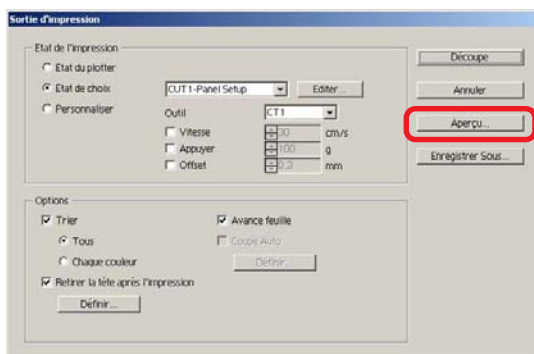 Sortie d'impression
Etat de l'impression
Etat du plotter
Etat de choix
CUT1-Panel Setup
Editer...
Personnaliser
Outil
CT1
Vitesse
30
cm/s
Appuyer
100
g
Offset
0,3
mm
Découpe
Annuler
Aperçu...
Enregistrer Sous...
Options
Trier
Avance feuille
Tous
Coupe Auto
Chaque couleur
Définir...
Retirer la tête après l'impression
Définir...